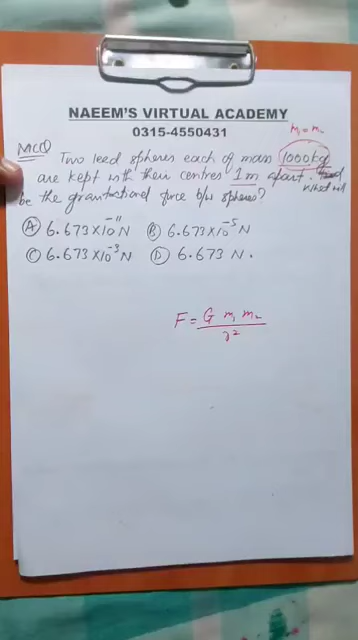 NAEEM'S VIRTUAL ACADEMY
0315-4550431
m₁ = m₂
MCQ
Two lead spheres each of mass 1000kg
are kept with their centres 1m apart. What will
be the gravitational force b/w spheres?
(A) 6.673×10⁻¹¹ N (B) 6.673×10⁻⁵ N
(C) 6.673×10⁻³ N (D) 6.673 N.
F = G m₁ m₂
r²